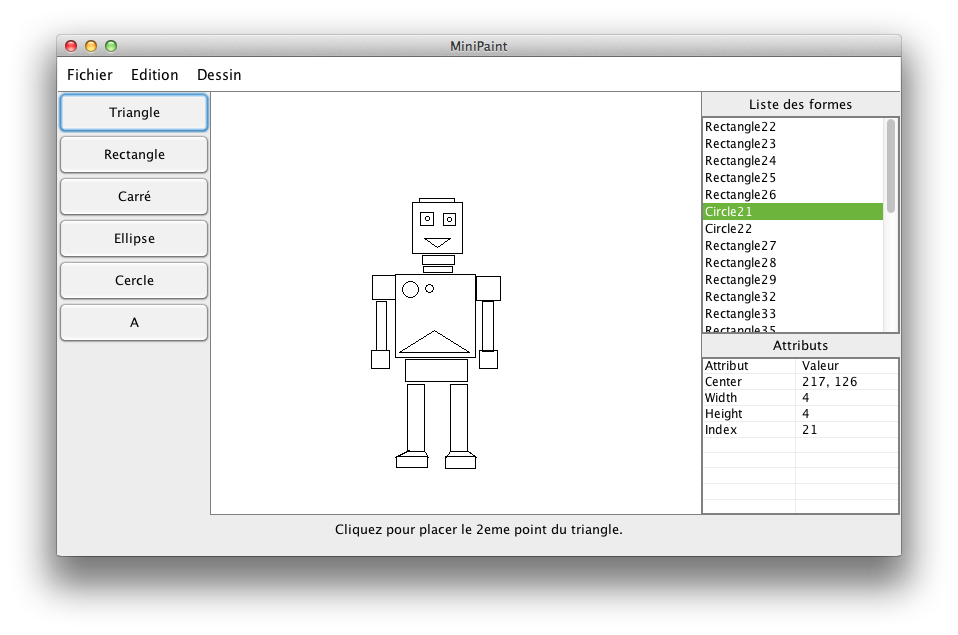 MiniPaint
Fichier Edition Dessin
Triangle
Rectangle
Carré
Ellipse
Cercle
A
Liste des formes
Rectangle22
Rectangle23
Rectangle24
Rectangle25
Rectangle26
Circle21
Circle22
Rectangle27
Rectangle28
Rectangle29
Rectangle32
Rectangle33
Rectangle35
Attributs
Attribut Valeur
Center 217, 126
Width 4
Height 4
Index 21
Cliquez pour placer le 2eme point du triangle.